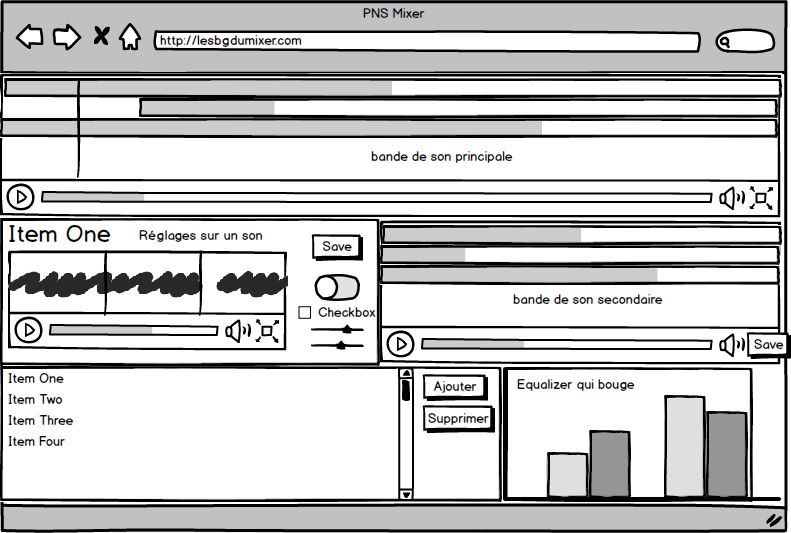 PNS Mixer
http://lesbgdumixer.com
bande de son principale
Item One
Réglages sur un son
Save
Checkbox
bande de son secondaire
Save
Item One
Item Two
Item Three
Item Four
Ajouter
Supprimer
Equalizer qui bouge